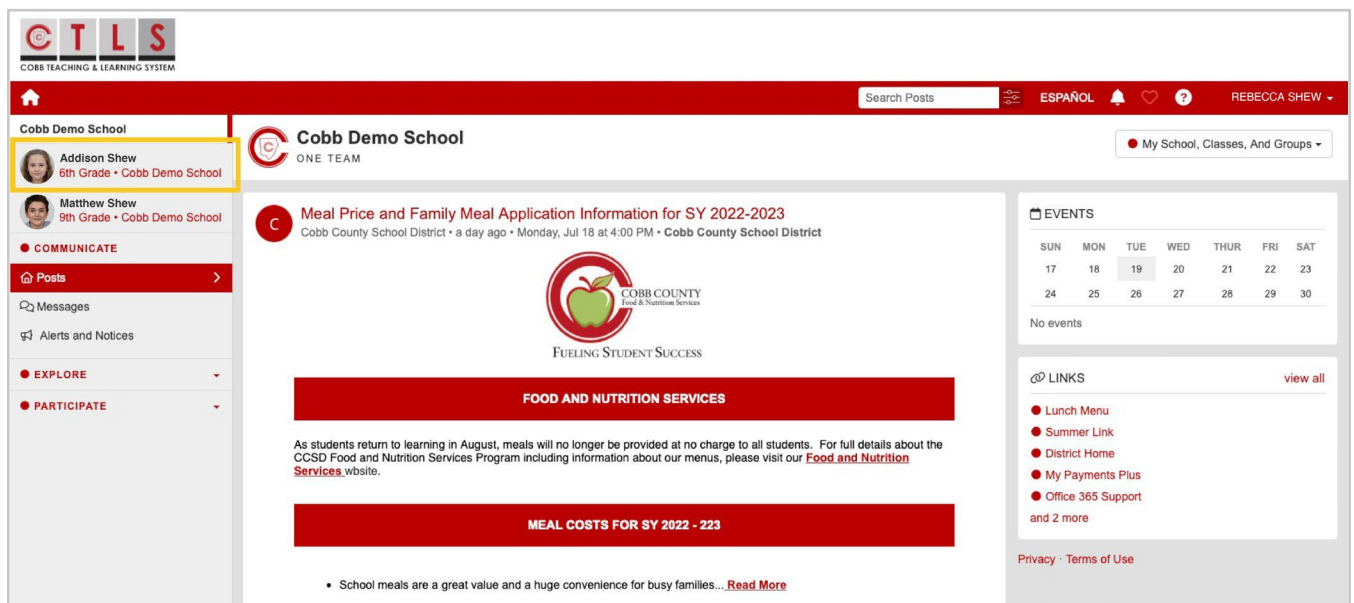 C T L S
COBB TEACHING & LEARNING SYSTEM
Search Posts
ESPAÑOL
?
REBECCA SHEW
Cobb Demo School
Addison Shew
6th Grade • Cobb Demo School
Matthew Shew
9th Grade • Cobb Demo School
COMMUNICATE
Posts
Messages
Alerts and Notices
EXPLORE
PARTICIPATE
C
Cobb Demo School
ONE TEAM
My School, Classes, And Groups
C
Meal Price and Family Meal Application Information for SY 2022-2023
Cobb County School District • a day ago • Monday, Jul 18 at 4:00 PM • Cobb County School District
COBB COUNTY
Food & Nutrition Services
FUELING STUDENT SUCCESS
FOOD AND NUTRITION SERVICES
As students return to learning in August, meals will no longer be provided at no charge to all students. For full details about the
CCSD Food and Nutrition Services Program including information about our menus, please visit our Food and Nutrition
Services wbsite.
MEAL COSTS FOR SY 2022 - 223
• School meals are a great value and a huge convenience for busy families... Read More
EVENTS
SUN MON TUE WED THUR FRI SAT
17 18 19 20 21 22 23
24 25 26 27 28 29 30
No events
LINKS view all
Lunch Menu
Summer Link
District Home
My Payments Plus
Office 365 Support
and 2 more
Privacy · Terms of Use